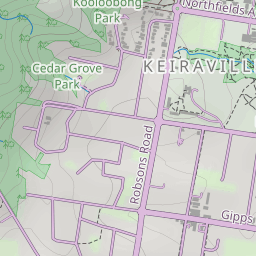 Kooloobong
Park
Northfields A
KEIRAVILL
Cedar Grove
Park
Robsons Road
Gipps